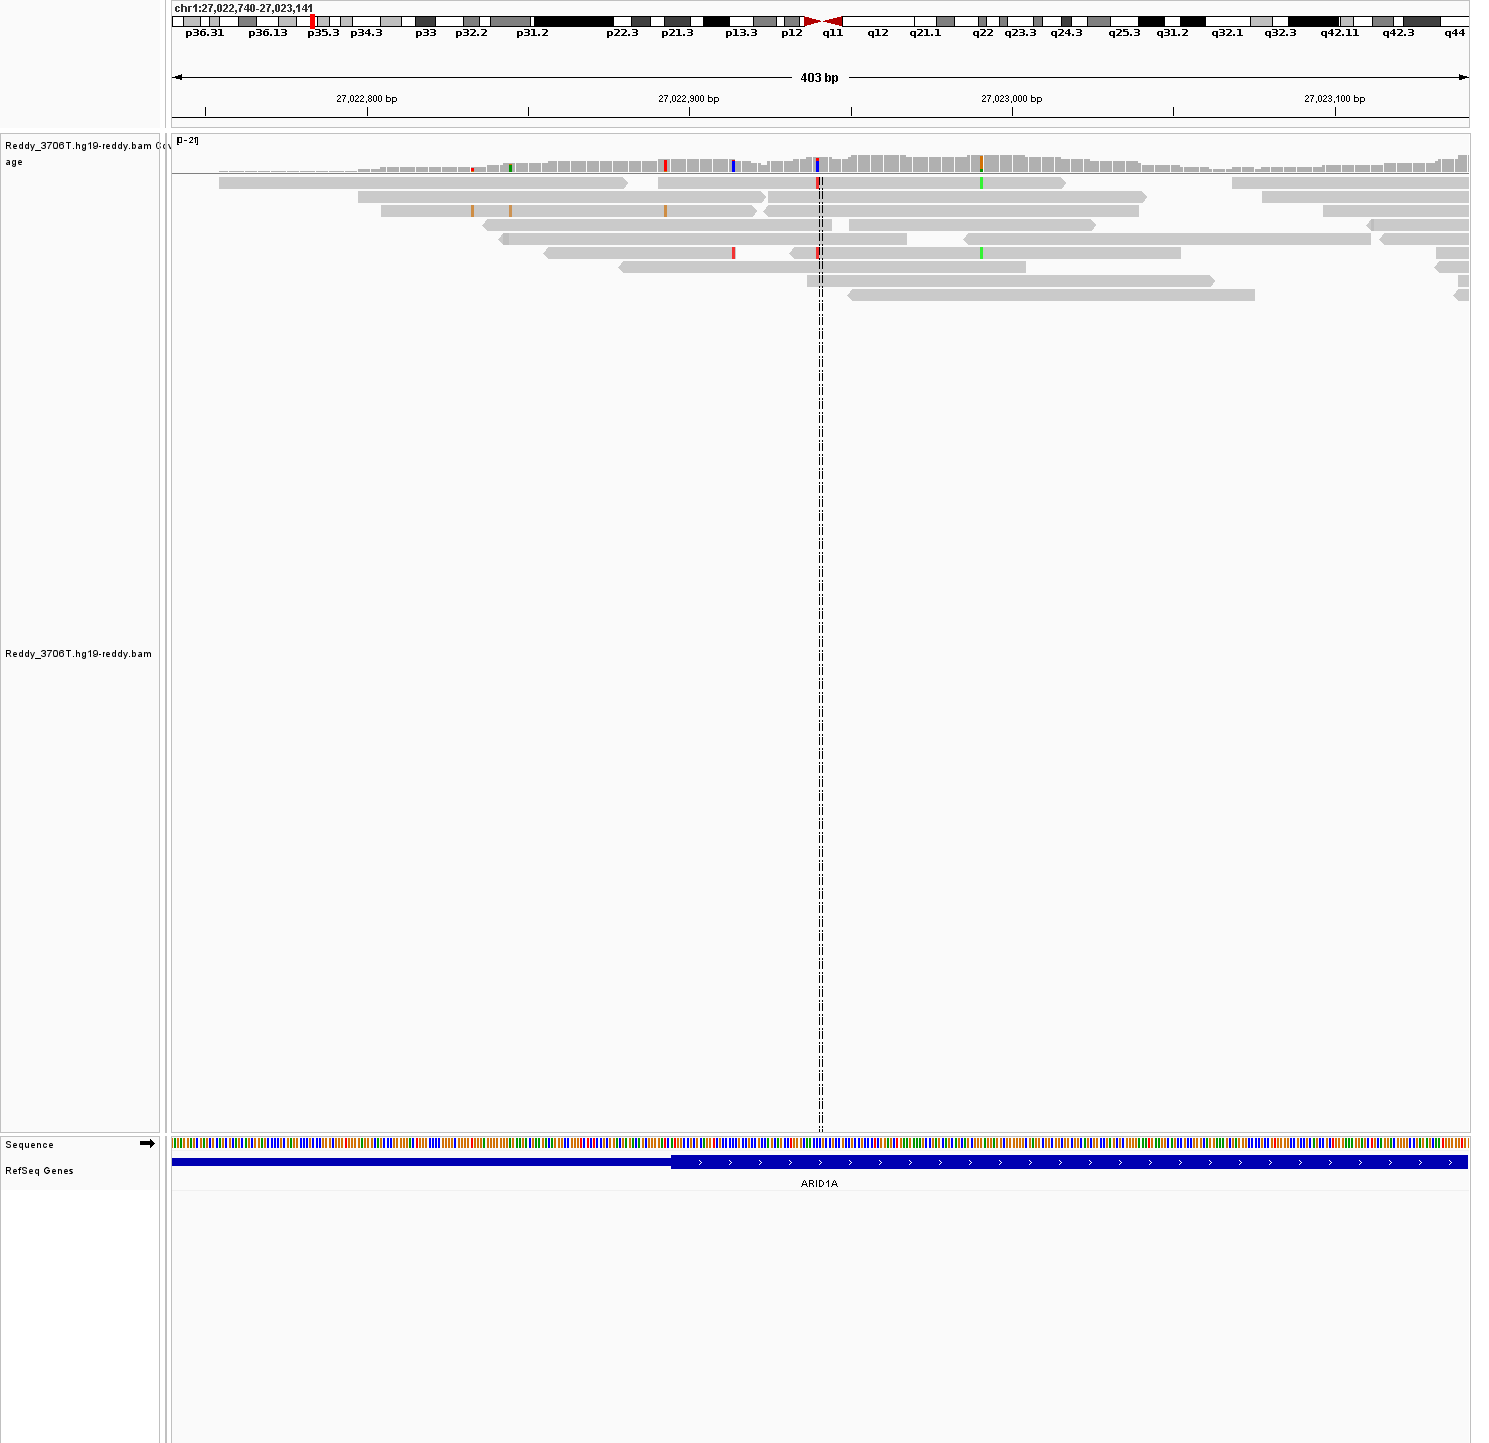 chr1:27,022,740-27,023,141
p36.31 p36.13 p35.3 p34.3 p33 p32.2 p31.2 p22.3 p21.3 p13.3 p12 q11 q12 q21.1 q22 q23.3 q24.3 q25.3 q31.2 q32.1 q32.3 q42.11 q42.3 q44
403 bp
27,022,800 bp 27,022,900 bp 27,023,000 bp 27,023,100 bp
[0-21]
Reddy_3706T.hg19-reddy.bam Cov
age
Reddy_3706T.hg19-reddy.bam
Sequence
RefSeq Genes
ARID1A